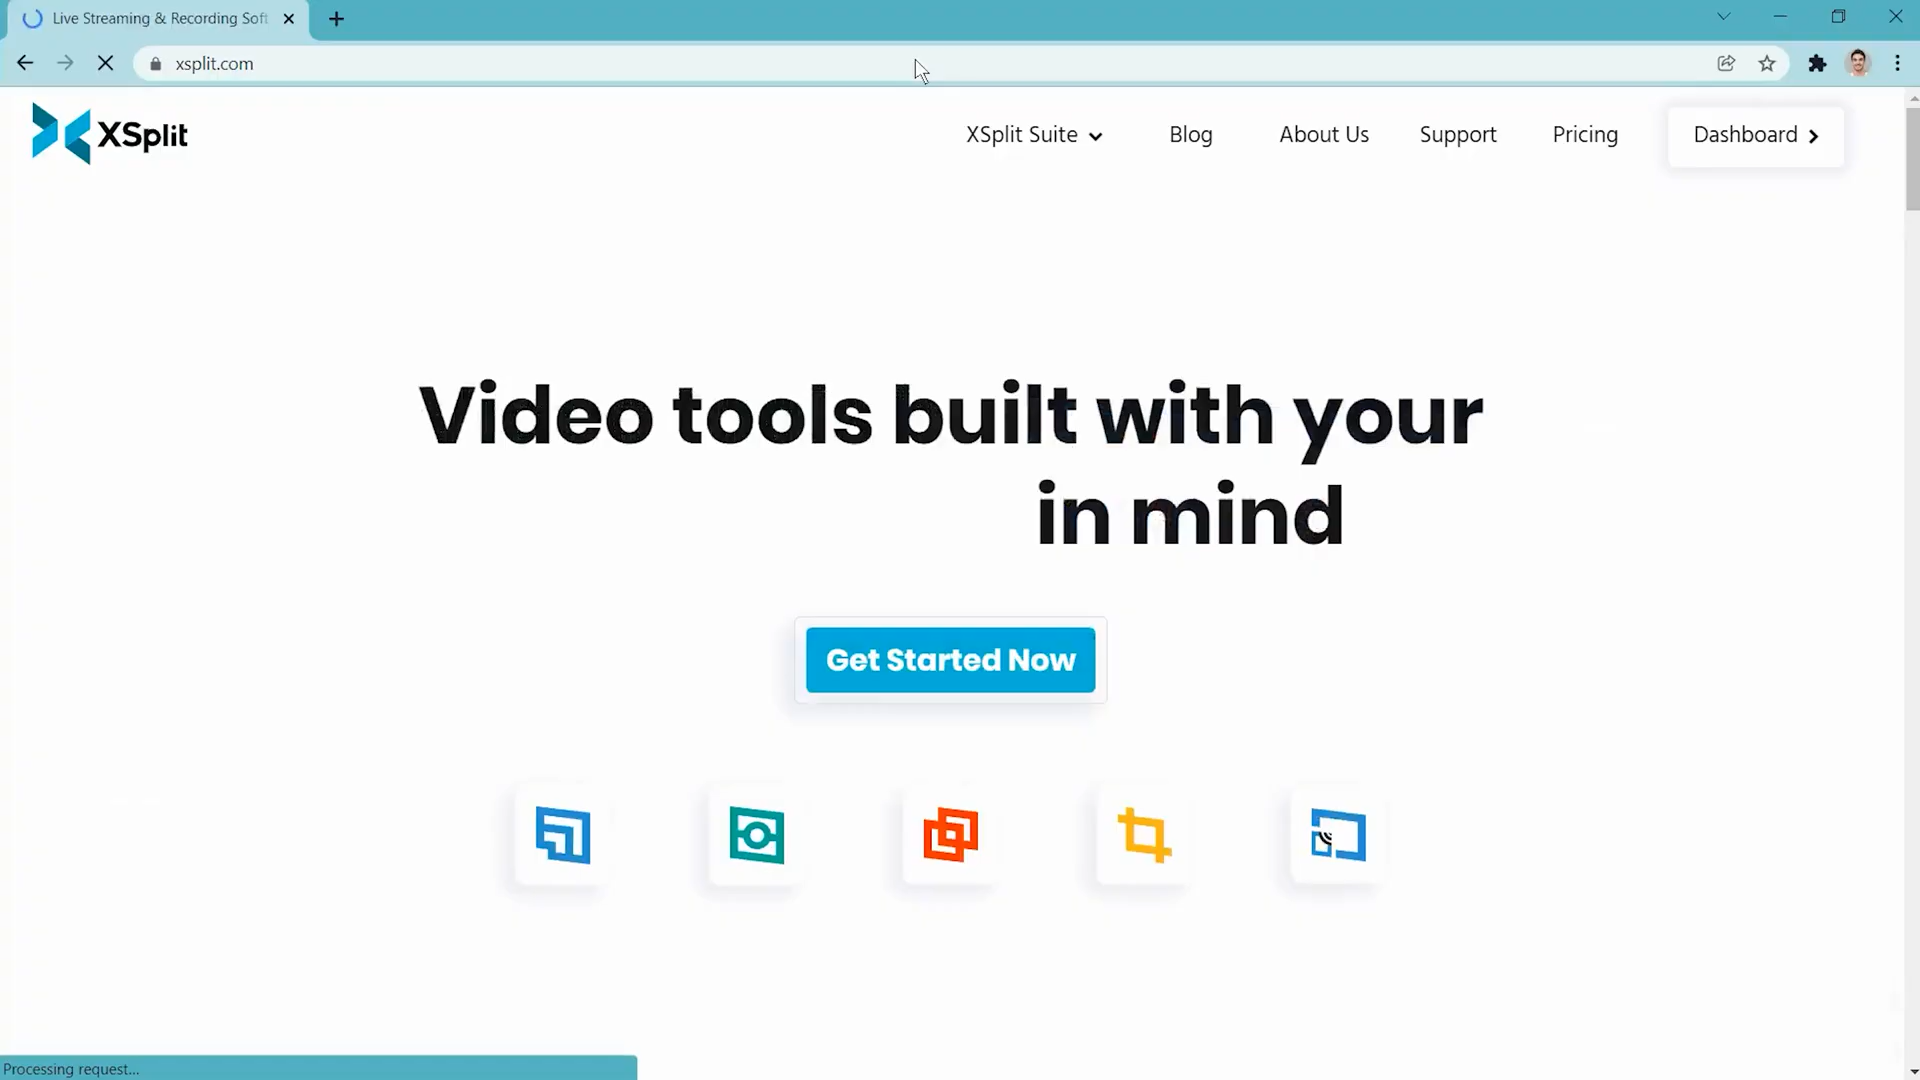 Live Streaming & Recording Soft
xsplit.com
XSplit
XSplit Suite
Blog
About Us
Support
Pricing
Dashboard
Video tools built with your
in mind
Get Started Now
Processing request...